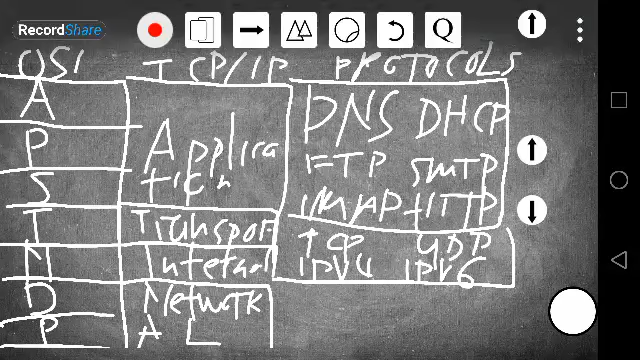 RecordShare Q
OSI TCP/IP PROTOCOLS
A DNS DHCP
P Applica FTP SMTP
S tion IMAP HTTP
T Transport TCP UDP
N Internet IPV4 IPV6
D Network
P A L